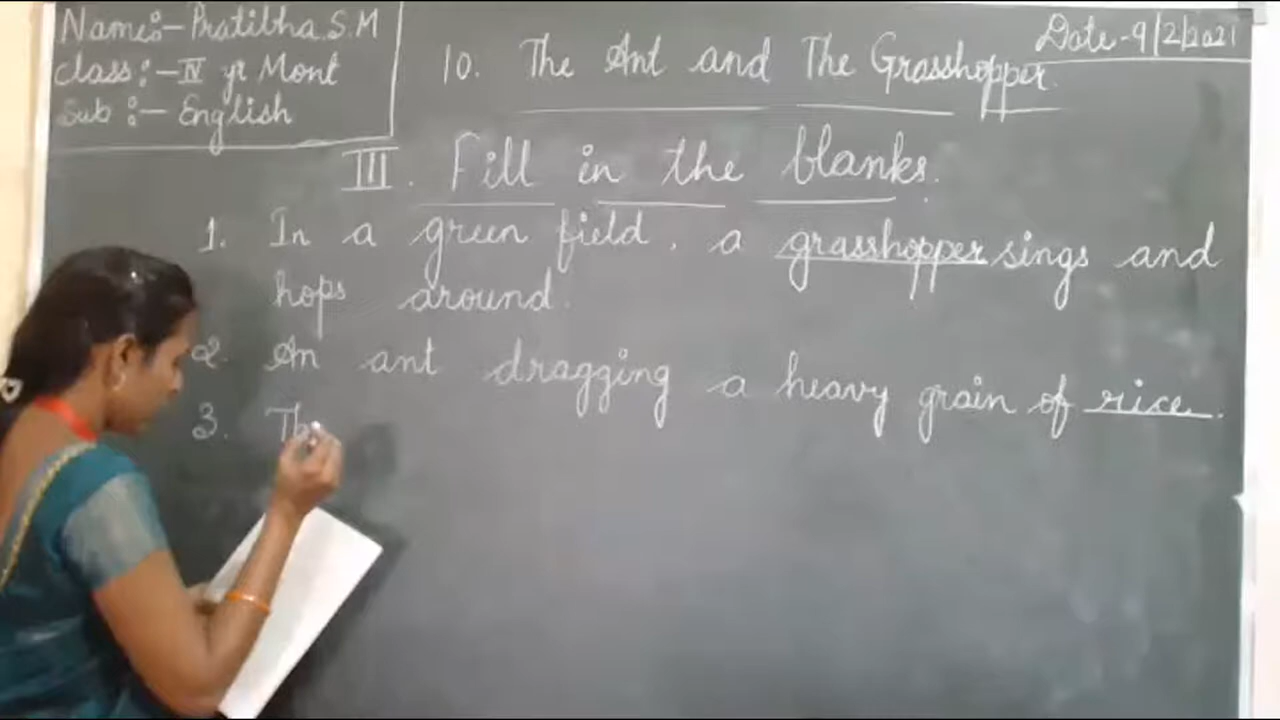 Name:- Pratibha.S.M
class:- IV yr Mont
Sub :- English
Date-9/2/2021
10. The Ant and The Grasshopper.
III. Fill in the blanks.
1. In a green field, a grasshopper sings and
hops around.
2. An ant dragging a heavy grain of rice.
3. The